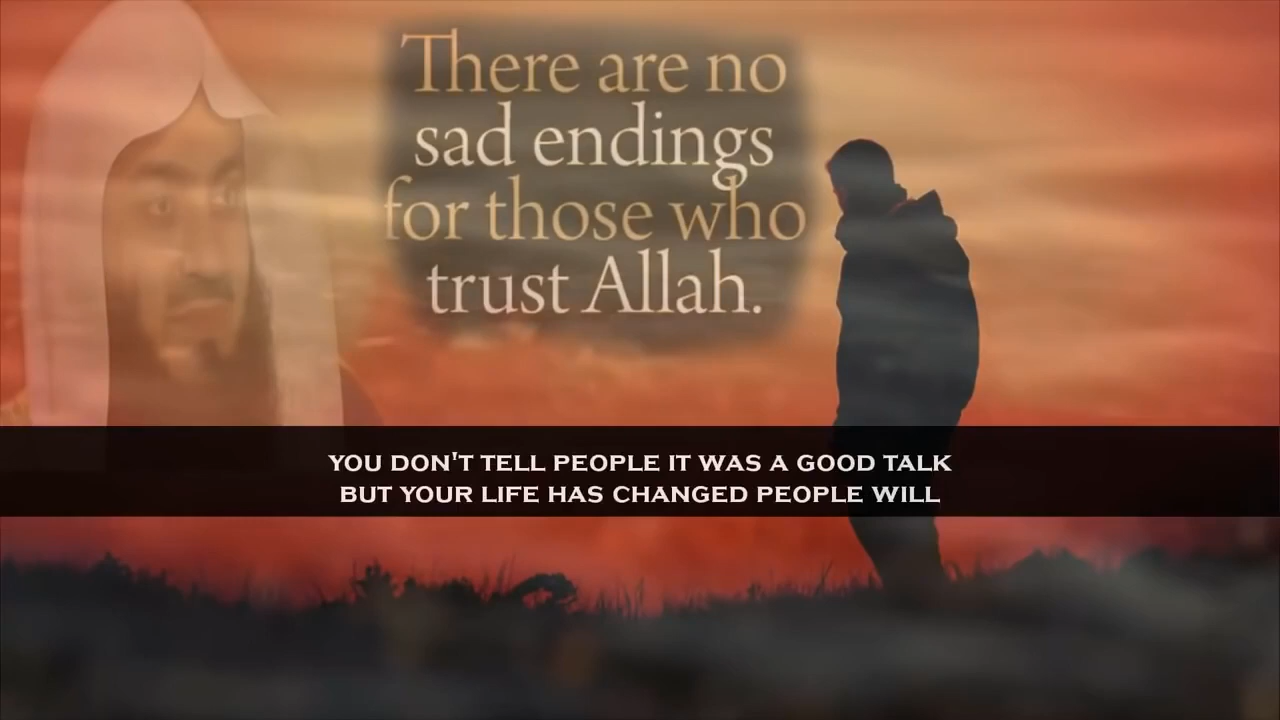 There are no
sad endings
for those who
trust Allah.
YOU DON'T TELL PEOPLE IT WAS A GOOD TALK
BUT YOUR LIFE HAS CHANGED PEOPLE WILL